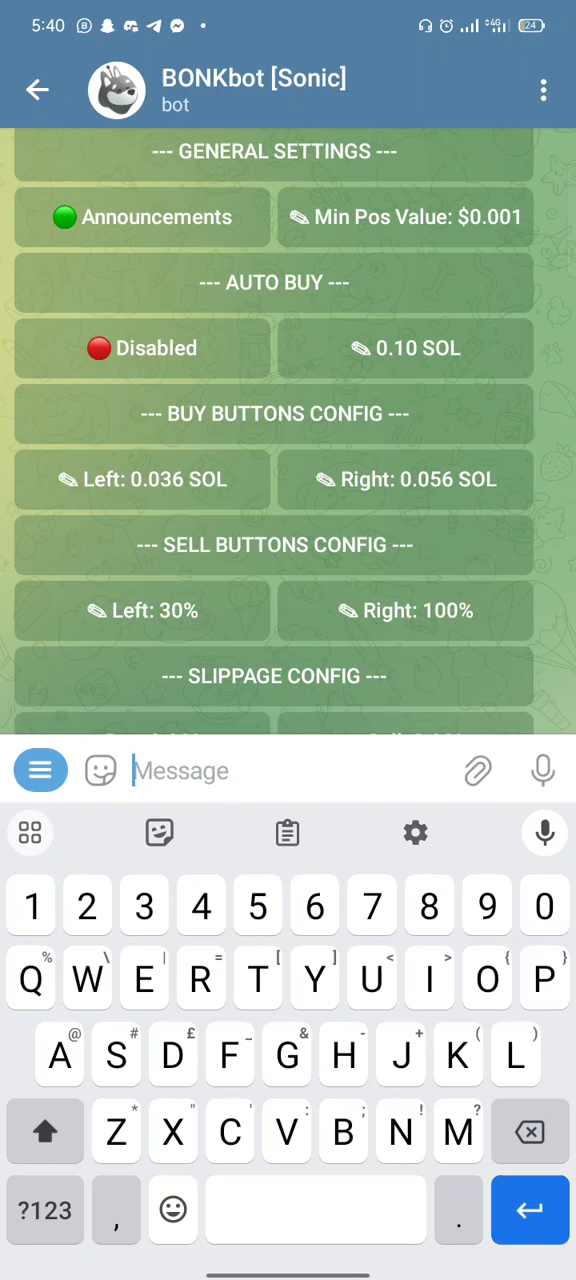 5:40
4G
24
BONKbot [Sonic]
bot
--- GENERAL SETTINGS ---
Announcements
Min Pos Value: $0.001
--- AUTO BUY ---
Disabled
0.10 SOL
--- BUY BUTTONS CONFIG ---
Left: 0.036 SOL
Right: 0.056 SOL
--- SELL BUTTONS CONFIG ---
Left: 30%
Right: 100%
--- SLIPPAGE CONFIG ---
Message
1 2 3 4 5 6 7 8 9 0
% \ | = [ ] < > { }
Q W E R T Y U I O P
@ # £ _ & - + ( )
A S D F G H J K L
* " ' : ; ! ?
Z X C V B N M
?123 , .